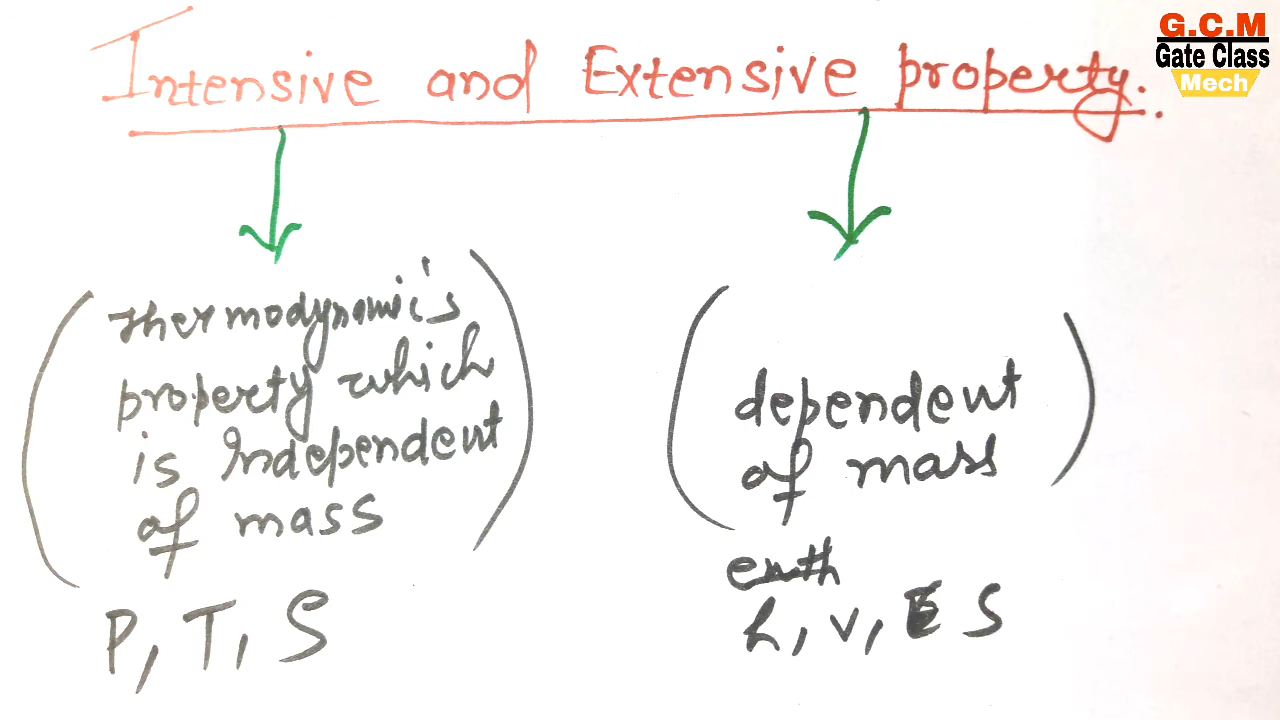 Intensive and Extensive property.
G.C.M
Gate Class
Mech
thermodynamic's
property which
is independent
of mass
P, T, S
dependent
of mass
enth
h, v, E S